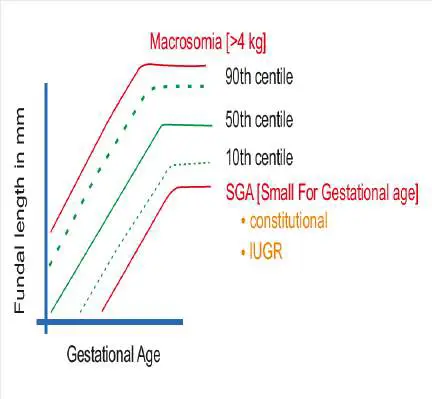 Macrosomia [>4 kg]
90th centile
50th centile
10th centile
SGA [Small For Gestational age]
• constitutional
• IUGR
Fundal length in mm
Gestational Age